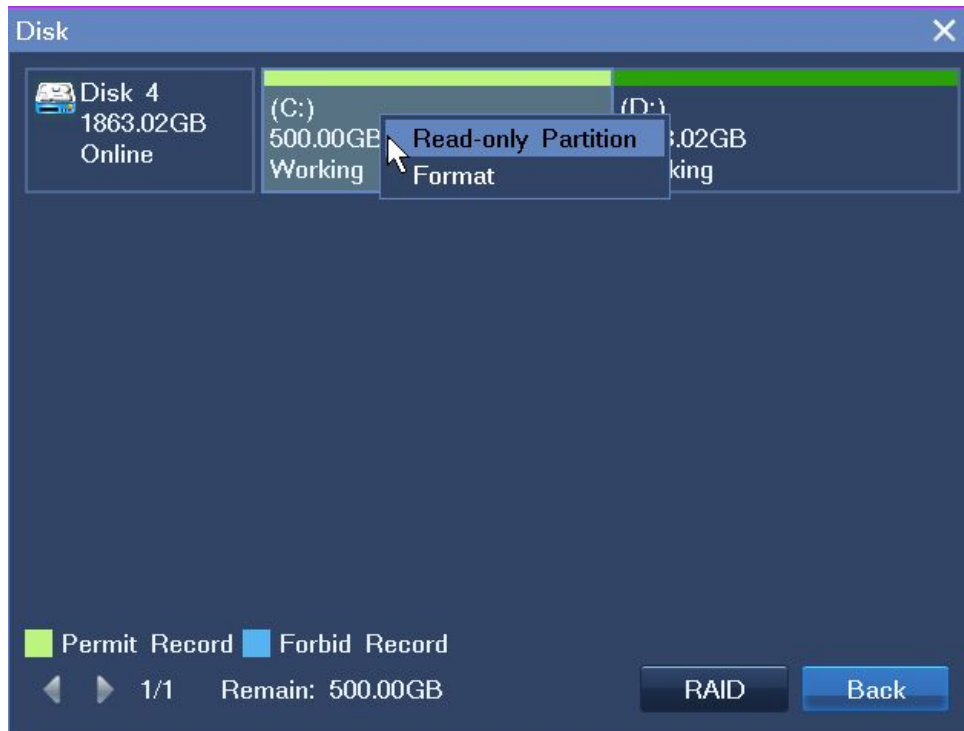 Disk
Disk 4
1863.02GB
Online
(C:)
500.00GB
Working
(D:)
.02GB
king
Read-only Partition
Format
Permit Record
Forbid Record
1/1
Remain: 500.00GB
RAID
Back